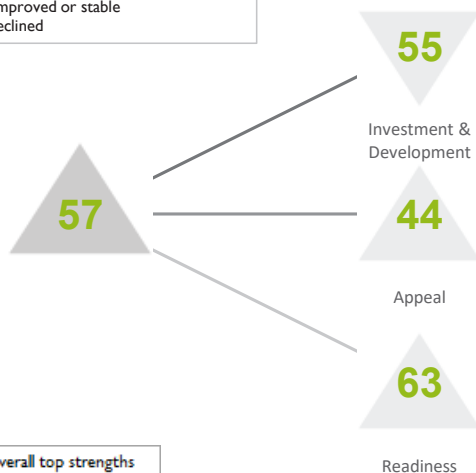 mproved or stable
eclined
55
Investment &
Development
57
44
Appeal
63
Readiness
verall top strengths